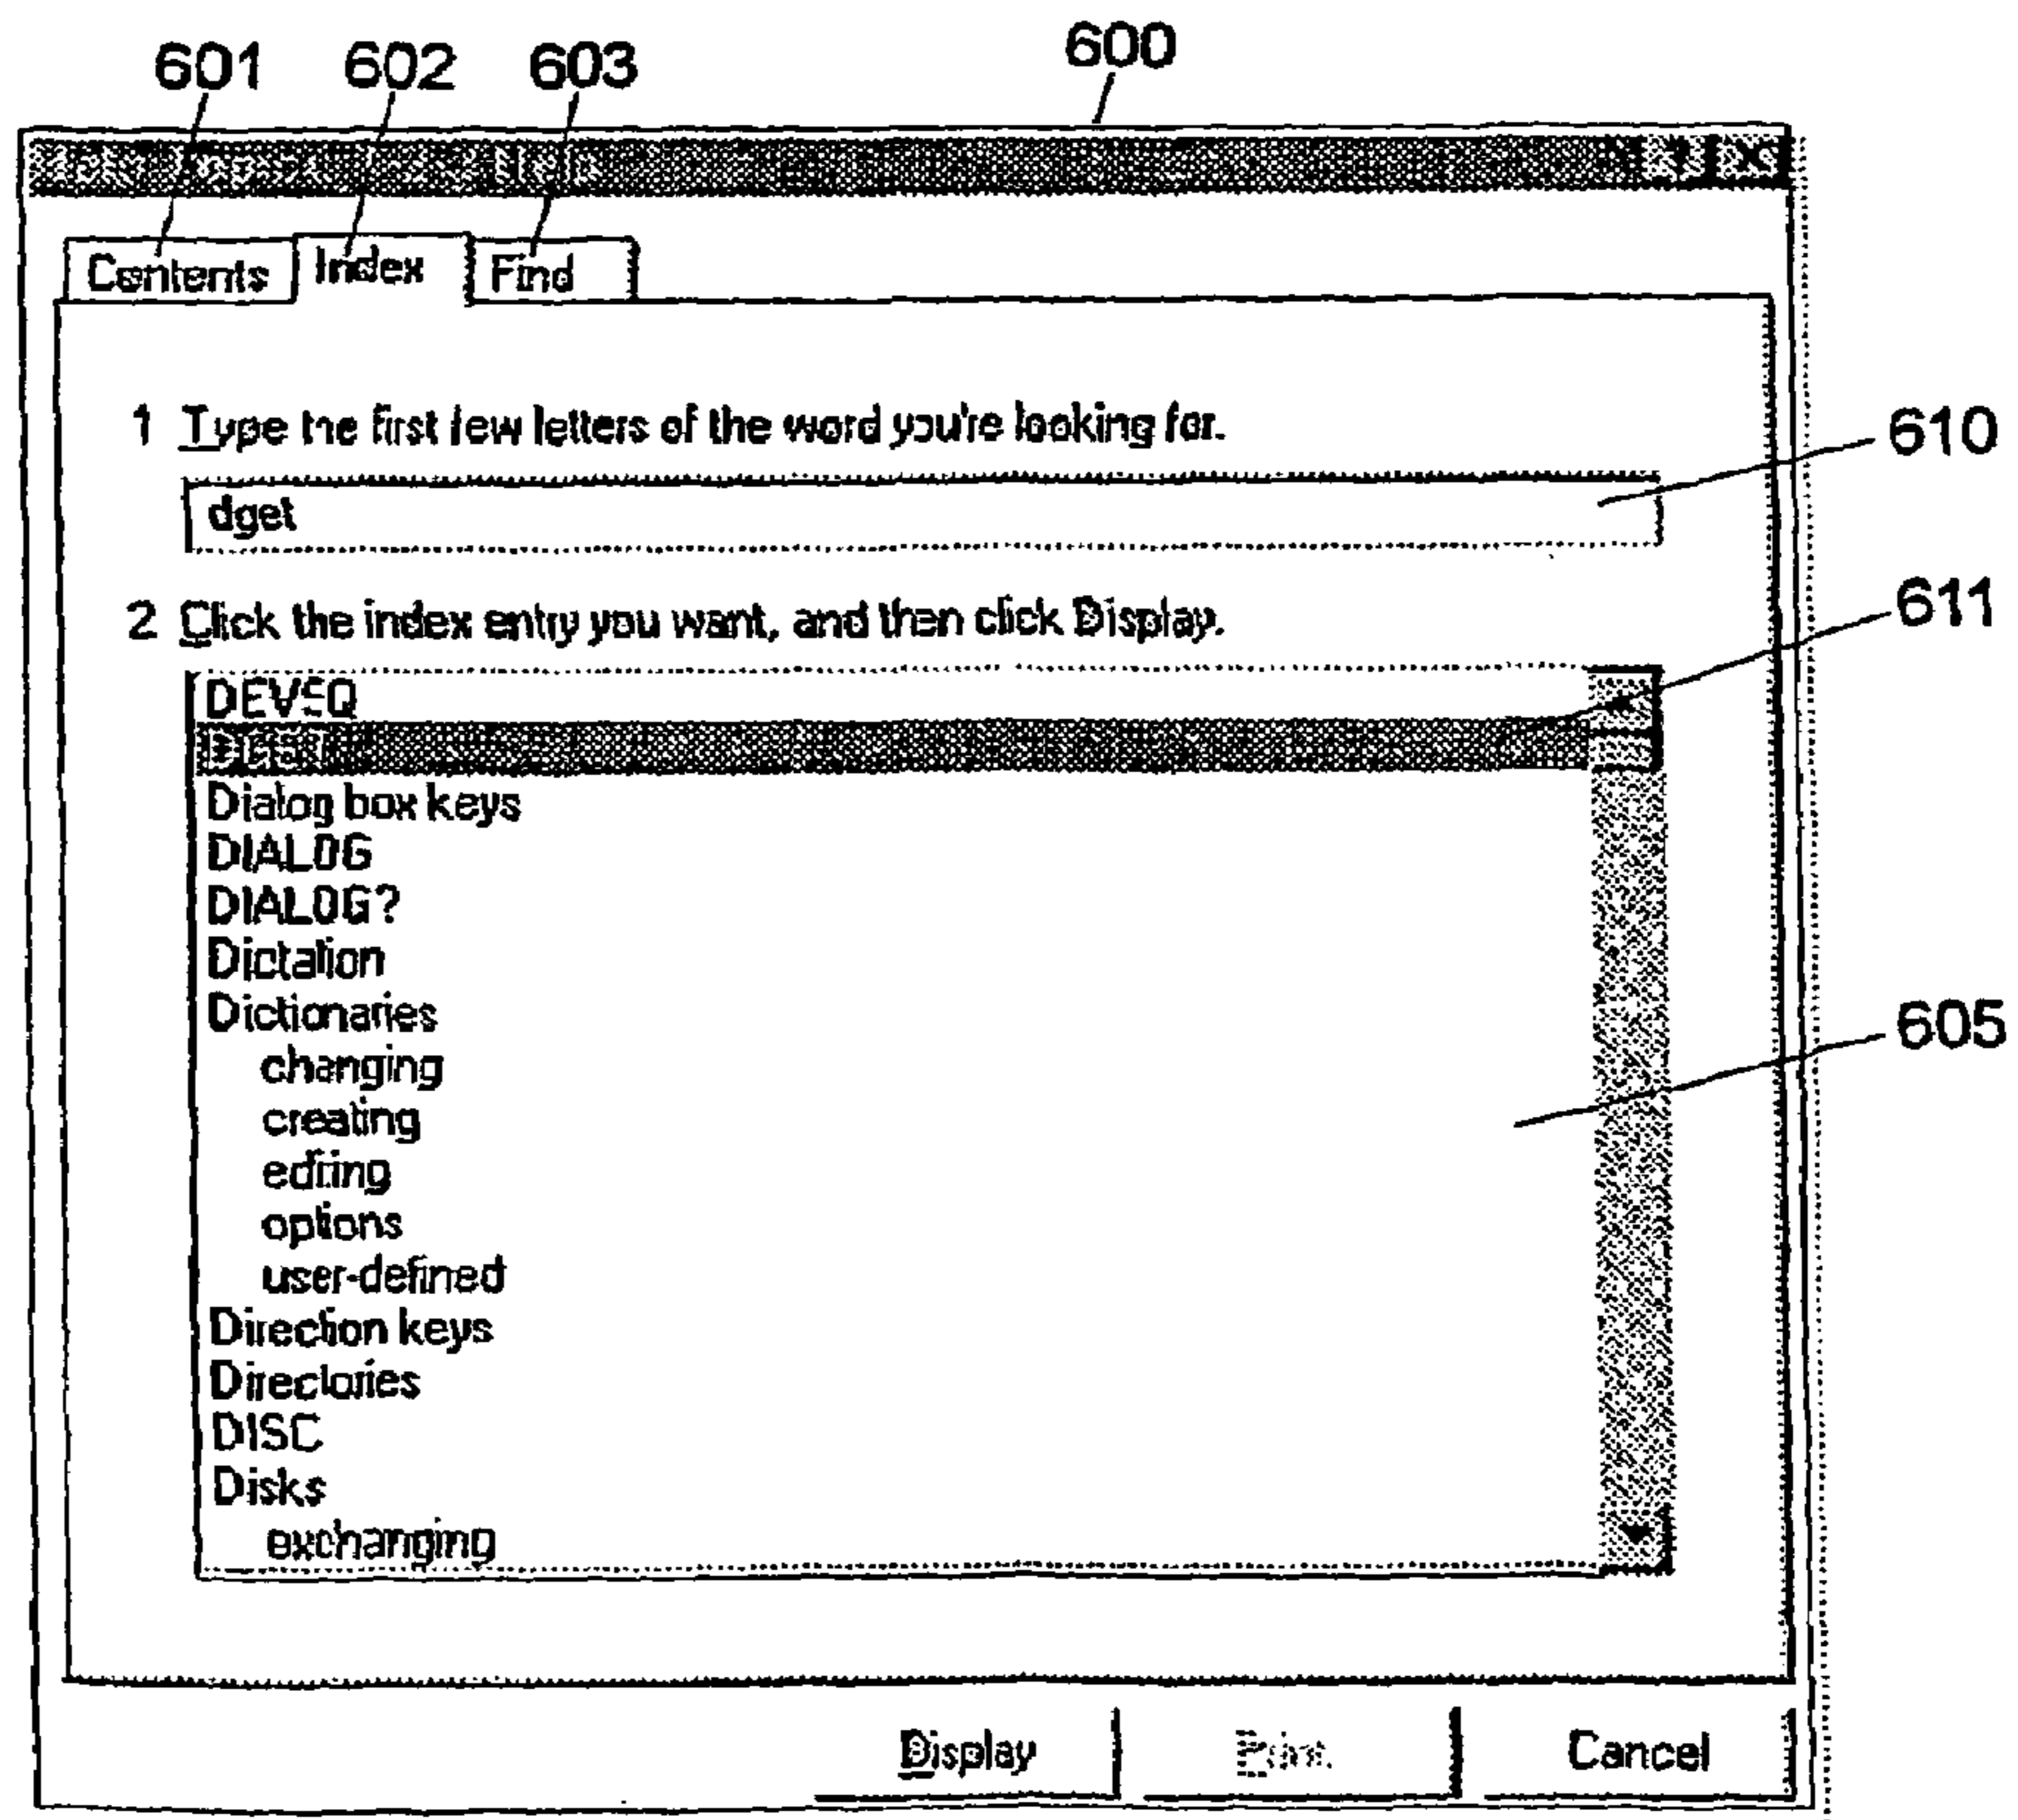 601 602 603 600
Help
Contents Index Find
1 Type the first few letters of the word you're looking for.
610
dget
2 Click the index entry you want, and then click Display.
611
DEVSQ
DGET
Dialog box keys
DIALOG
DIALOG?
Dictation
Dictionaries
605
changing
creating
editing
options
user-defined
Direction keys
Directories
DISC
Disks
exchanging
Display Print Cancel